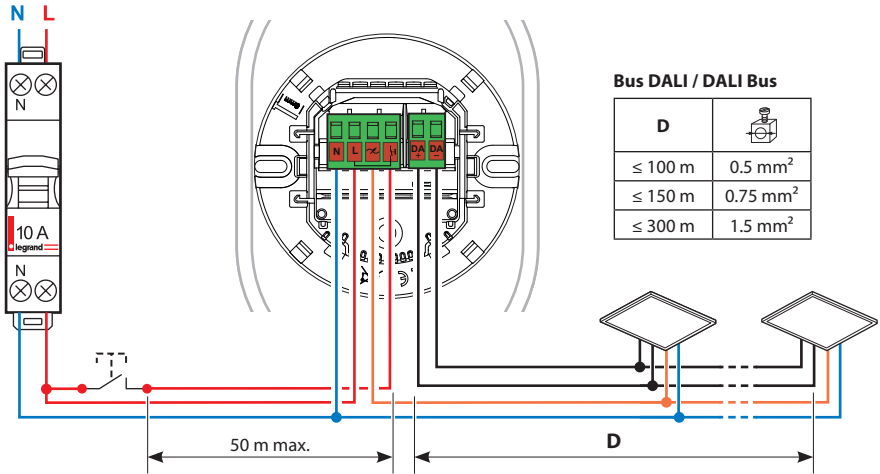 N L
N
10 A
legrand
N
8mm
N L DA + DA −
Bus DALI / DALI Bus
D
≤ 100 m 0.5 mm²
≤ 150 m 0.75 mm²
≤ 300 m 1.5 mm²
50 m max.
D